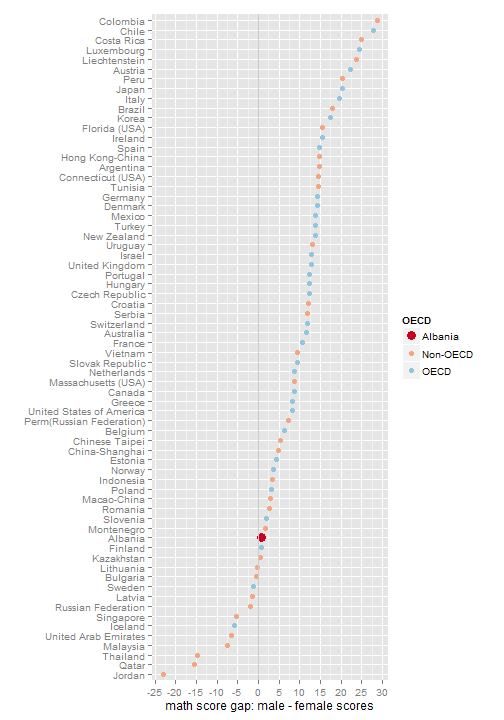 Colombia
Chile
Costa Rica
Luxembourg
Liechtenstein
Austria
Peru
Japan
Italy
Brazil
Korea
Florida (USA)
Ireland
Spain
Hong Kong-China
Argentina
Connecticut (USA)
Tunisia
Germany
Denmark
Mexico
Turkey
New Zealand
Uruguay
Israel
United Kingdom
Portugal
Hungary
Czech Republic
Croatia
Serbia
Switzerland
Australia
France
Vietnam
Slovak Republic
Netherlands
Massachusetts (USA)
Canada
Greece
United States of America
Perm(Russian Federation)
Belgium
Chinese Taipei
China-Shanghai
Estonia
Norway
Indonesia
Poland
Macao-China
Romania
Slovenia
Montenegro
Albania
Finland
Kazakhstan
Lithuania
Bulgaria
Sweden
Latvia
Russian Federation
Singapore
Iceland
United Arab Emirates
Malaysia
Thailand
Qatar
Jordan
-25 -20 -15 -10 -5 0 5 10 15 20 25 30
math score gap: male - female scores
OECD
Albania
Non-OECD
OECD